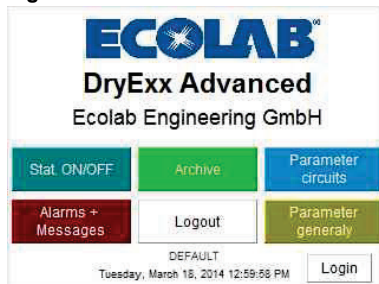 ECOLAB®
DryExx Advanced
Ecolab Engineering GmbH
Stat. ON/OFF
Archive
Parameter
circuits
Alarms +
Messages
Logout
Parameter
generaly
DEFAULT
Tuesday, March 18, 2014 12:59:58 PM
Login